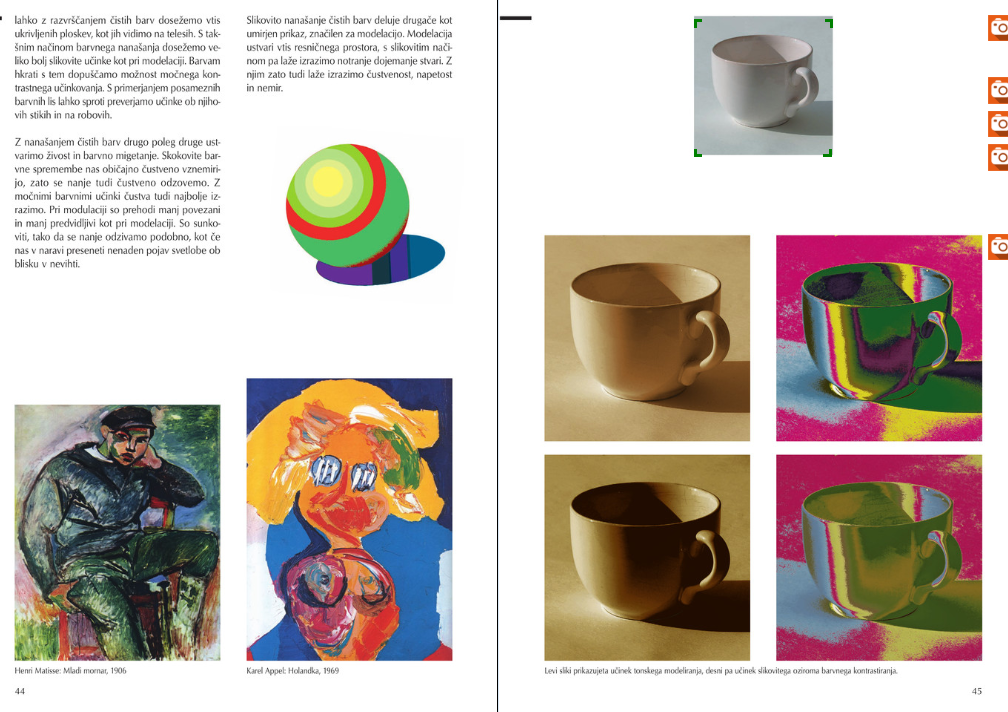 lahko z razvrščanjem čistih barv dosežemo vtis
ukrivljenih ploskev, kot jih vidimo na telesih. S tak-
šnim načinom barvnega nanašanja dosežemo ve-
liko bolj slikovite učinke kot pri modelaciji. Barvam
hkrati s tem dopuščamo možnost močnega kon-
trastnega učinkovanja. S primerjanjem posameznih
barvnih lis lahko sproti preverjamo učinke ob njiho-
vih stikih in na robovih.
Z nanašanjem čistih barv drugo poleg druge ust-
varimo živost in barvno migetanje. Skokovite bar-
vne spremembe nas običajno čustveno vznemiri-
jo, zato se nanje tudi čustveno odzovemo. Z
močnimi barvnimi učinki čustva tudi najbolje iz-
razimo. Pri modulaciji so prehodi manj povezani
in manj predvidljivi kot pri modelaciji. So sunko-
viti, tako da se nanje odzivamo podobno, kot če
nas v naravi preseneti nenaden pojav svetlobe ob
blisku v nevihti.
Slikovito nanašanje čistih barv deluje drugače kot
umirjen prikaz, značilen za modelacijo. Modelacija
ustvari vtis resničnega prostora, s slikovitim nači-
nom pa laže izrazimo notranje dojemanje stvari. Z
njim zato tudi laže izrazimo čustvenost, napetost
in nemir.
Henri Matisse: Mladi mornar, 1906
Karel Appel: Holandka, 1969
44
Levi sliki prikazujeta učinek tonskega modeliranja, desni pa učinek slikovitega oziroma barvnega kontrastiranja.
45